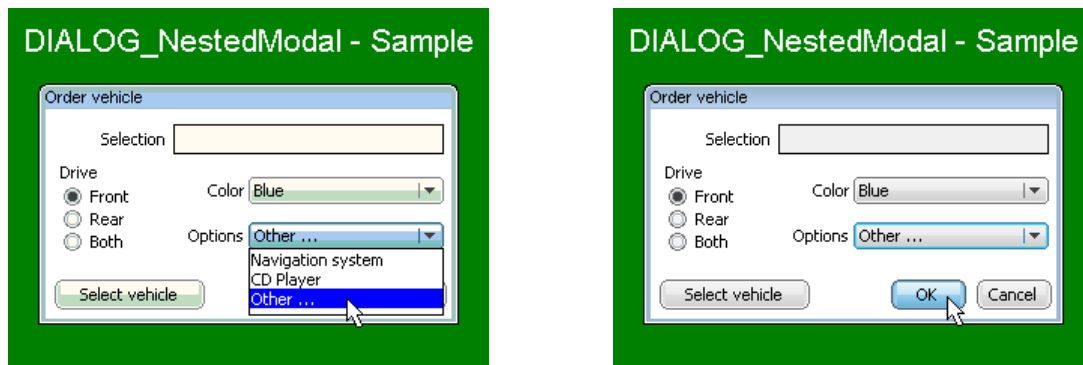 DIALOG_NestedModal - Sample
Order vehicle
Selection
Drive
Front
Color Blue
Rear
Both
Options Other ...
Navigation system
CD Player
Other ...
Select vehicle
DIALOG_NestedModal - Sample
Order vehicle
Selection
Drive
Front
Color Blue
Rear
Both
Options Other ...
Select vehicle
OK
Cancel